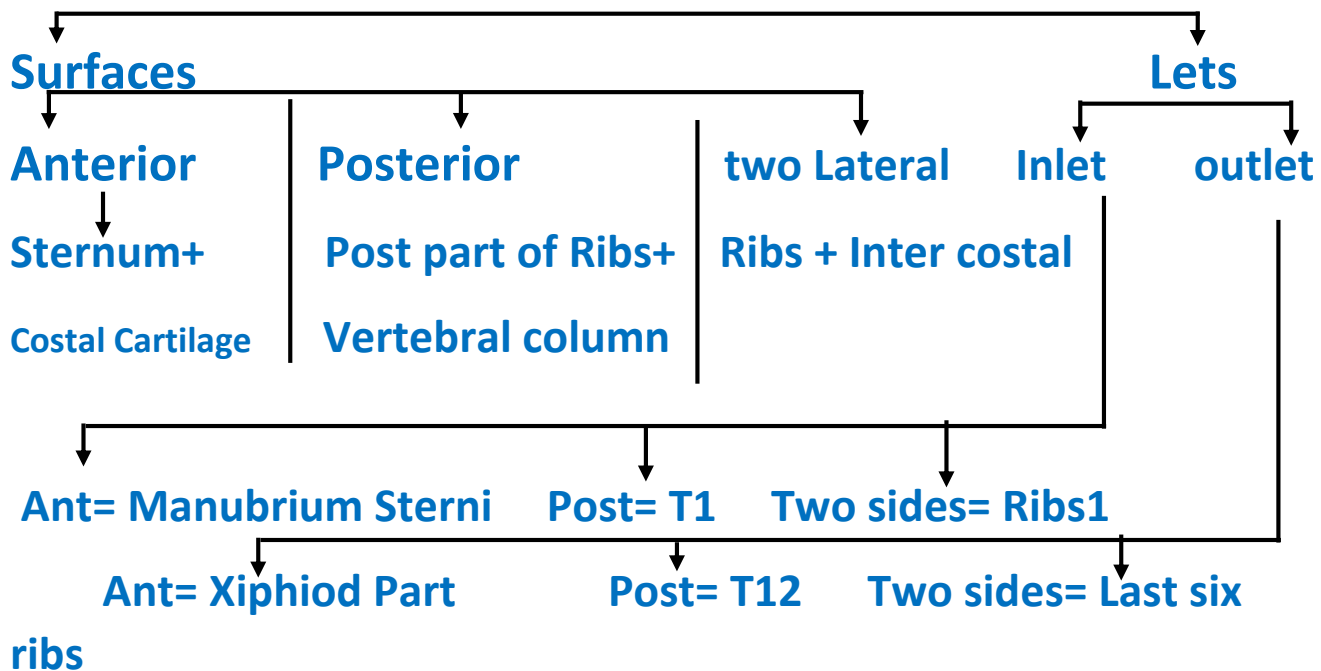 Surfaces Lets
Anterior Posterior two Lateral Inlet outlet
Sternum+ Post part of Ribs+ Ribs + Inter costal
Costal Cartilage Vertebral column
Ant= Manubrium Sterni Post= T1 Two sides= Ribs1
Ant= Xiphiod Part Post= T12 Two sides= Last six
ribs